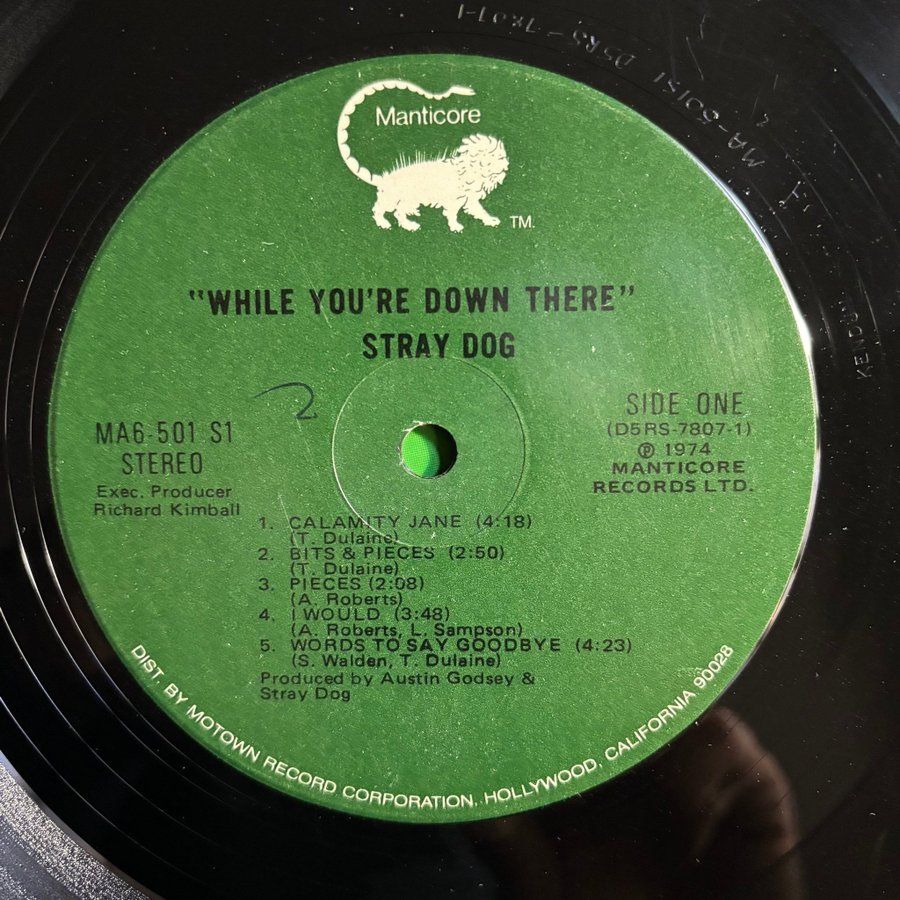 Manticore
TM.
"WHILE YOU'RE DOWN THERE"
STRAY DOG
2
MA6-501 S1
STEREO
Exec. Producer
Richard Kimball
SIDE ONE
(D5RS-7807-1)
℗ 1974
MANTICORE
RECORDS LTD.
1. CALAMITY JANE (4:18)
(T. Dulaine)
2. BITS & PIECES (2:50)
(T. Dulaine)
3. PIECES (2:08)
(A. Roberts)
4. I WOULD (3:48)
(A. Roberts, L. Sampson)
5. WORDS TO SAY GOODBYE (4:23)
(S. Walden, T. Dulaine)
Produced by Austin Godsey &
Stray Dog
DIST. BY MOTOWN RECORD CORPORATION, HOLLYWOOD, CALIFORNIA 90028